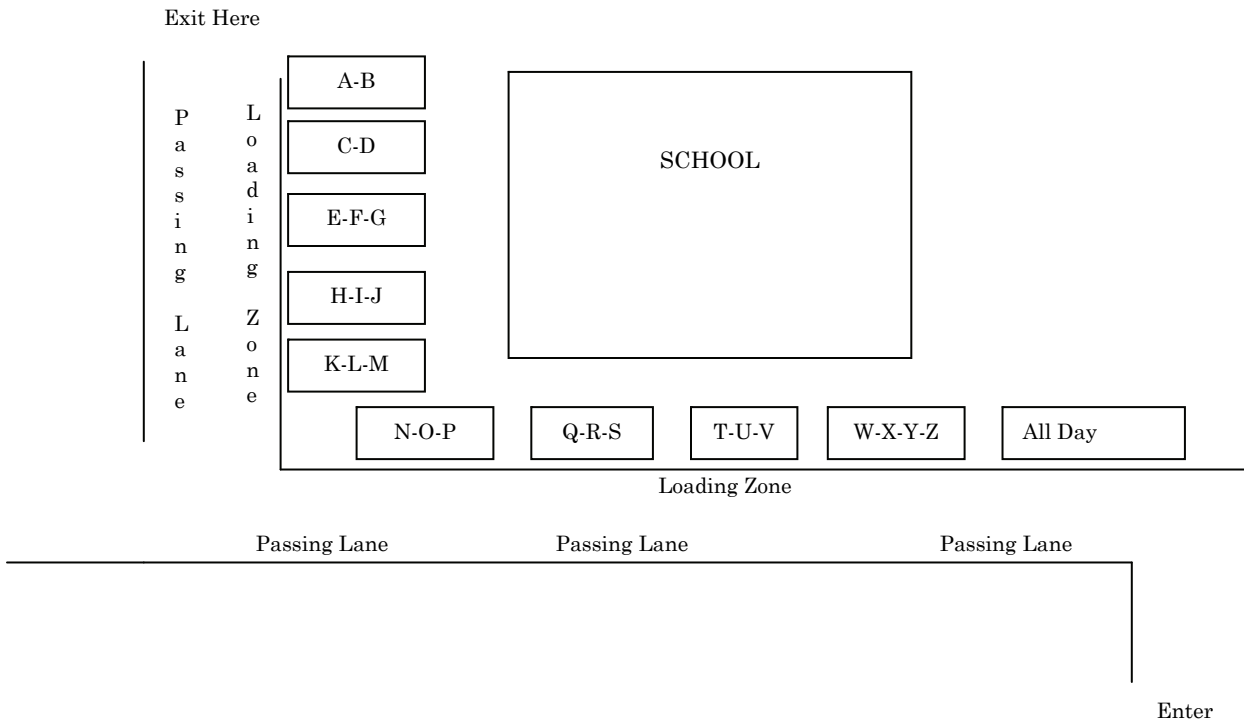 Exit Here
A-B
C-D
E-F-G
H-I-J
K-L-M
Passing Lane
Loading Zone
SCHOOL
N-O-P
Q-R-S
T-U-V
W-X-Y-Z
All Day
Loading Zone
Passing Lane
Passing Lane
Passing Lane
Enter